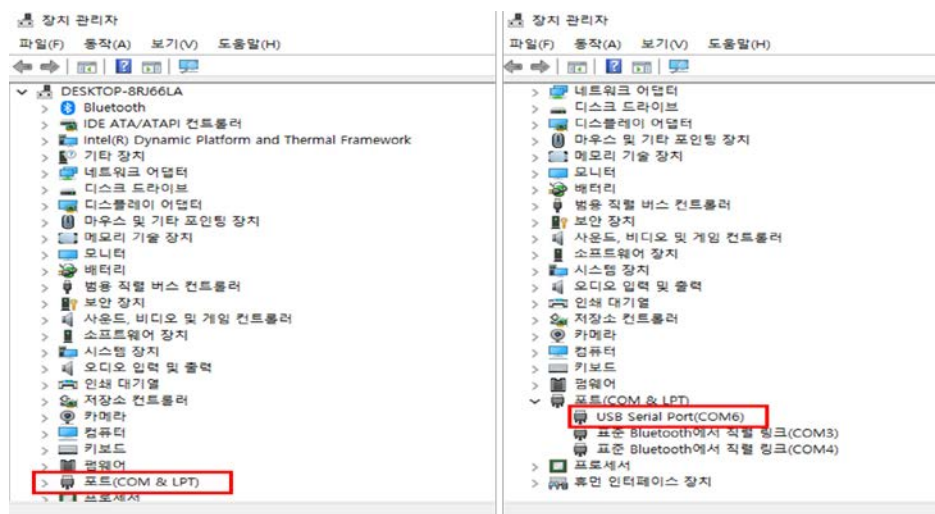 장치 관리자
파일(F) 동작(A) 보기(V) 도움말(H)
DESKTOP-8RJ66LA
Bluetooth
IDE ATA/ATAPI 컨트롤러
Intel(R) Dynamic Platform and Thermal Framework
기타 장치
네트워크 어댑터
디스크 드라이브
디스플레이 어댑터
마우스 및 기타 포인팅 장치
메모리 기술 장치
모니터
배터리
범용 직렬 버스 컨트롤러
보안 장치
사운드, 비디오 및 게임 컨트롤러
소프트웨어 장치
시스템 장치
오디오 입력 및 출력
인쇄 대기열
저장소 컨트롤러
카메라
컴퓨터
키보드
펌웨어
포트(COM & LPT)
프로세서
장치 관리자
파일(F) 동작(A) 보기(V) 도움말(H)
네트워크 어댑터
디스크 드라이브
디스플레이 어댑터
마우스 및 기타 포인팅 장치
메모리 기술 장치
모니터
배터리
범용 직렬 버스 컨트롤러
보안 장치
사운드, 비디오 및 게임 컨트롤러
소프트웨어 장치
시스템 장치
오디오 입력 및 출력
인쇄 대기열
저장소 컨트롤러
카메라
컴퓨터
키보드
펌웨어
포트(COM & LPT)
USB Serial Port(COM6)
표준 Bluetooth에서 직렬 링크(COM3)
표준 Bluetooth에서 직렬 링크(COM4)
프로세서
휴먼 인터페이스 장치